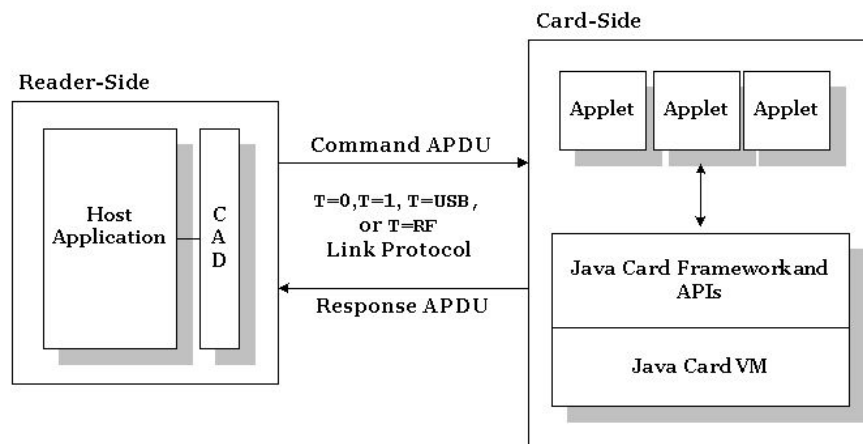 Card-Side
Reader-Side
Applet
Applet
Applet
Command APDU
T=0,T=1, T=USB,
or T=RF
Link Protocol
Response APDU
Host
Application
C
A
D
Java Card Frameworkand
APIs
Java Card VM